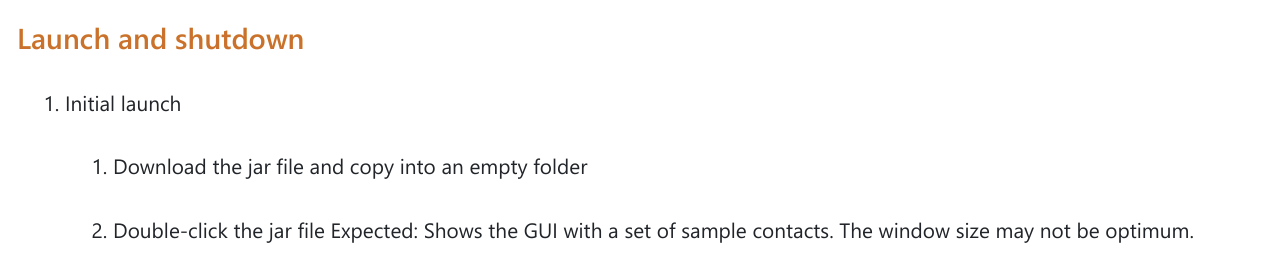 Launch and shutdown
1. Initial launch
1. Download the jar file and copy into an empty folder
2. Double-click the jar file Expected: Shows the GUI with a set of sample contacts. The window size may not be optimum.